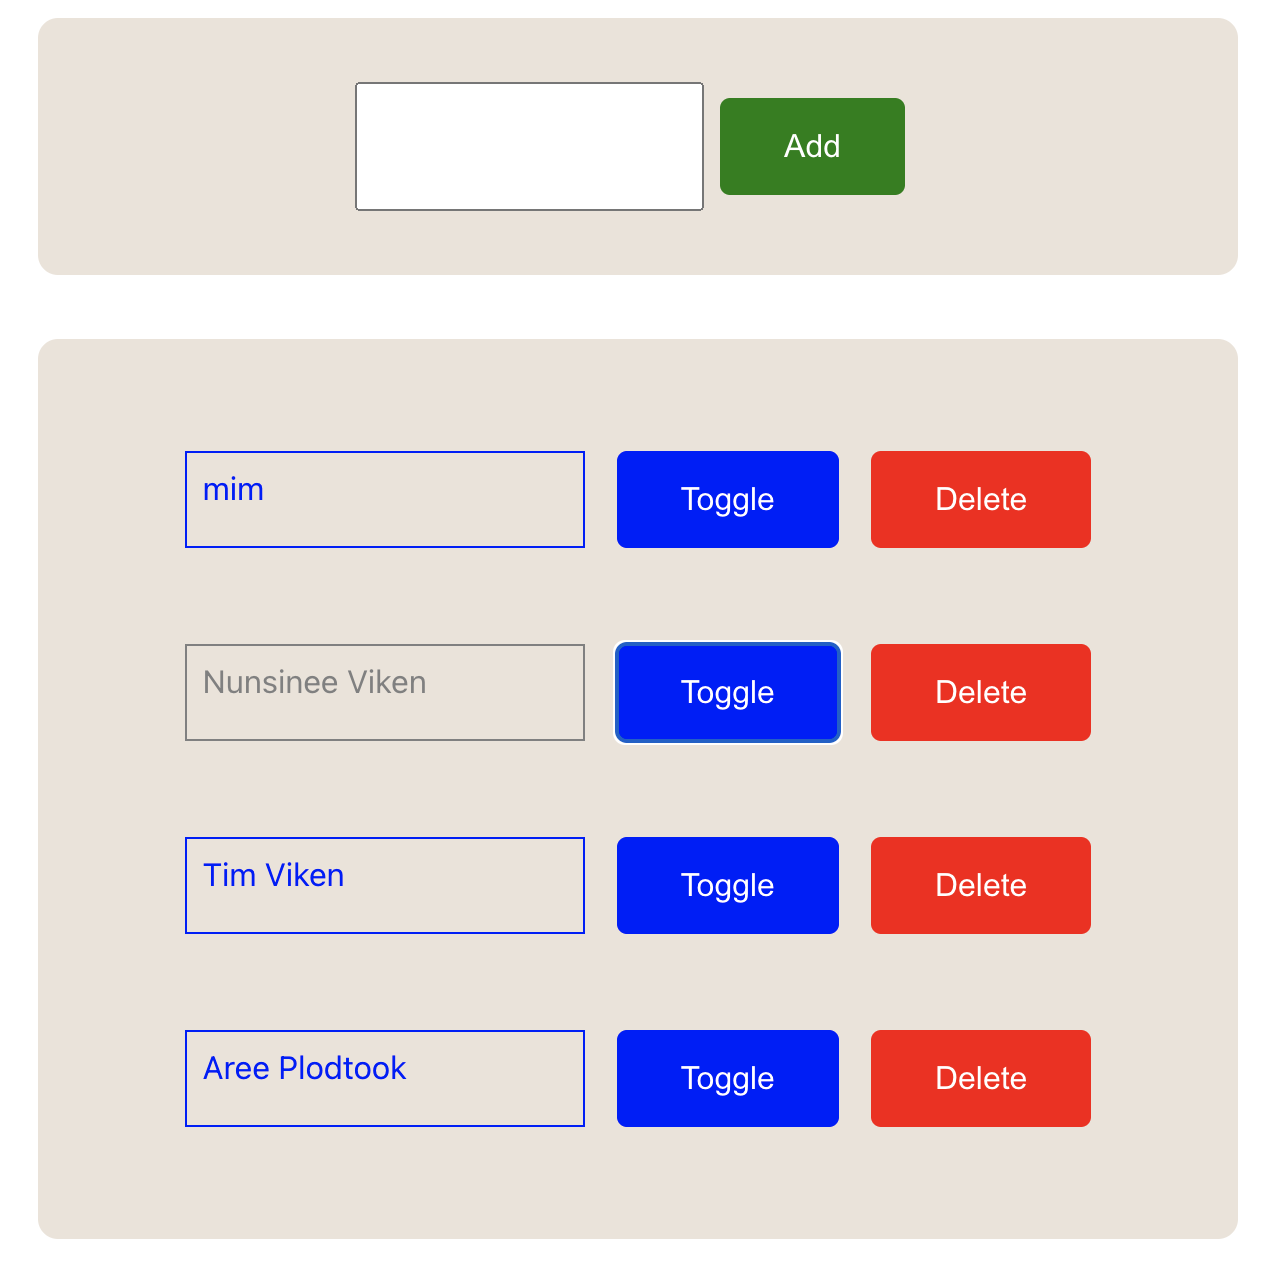 Add
mim
Toggle
Delete
Nunsinee Viken
Toggle
Delete
Tim Viken
Toggle
Delete
Aree Plodtook
Toggle
Delete